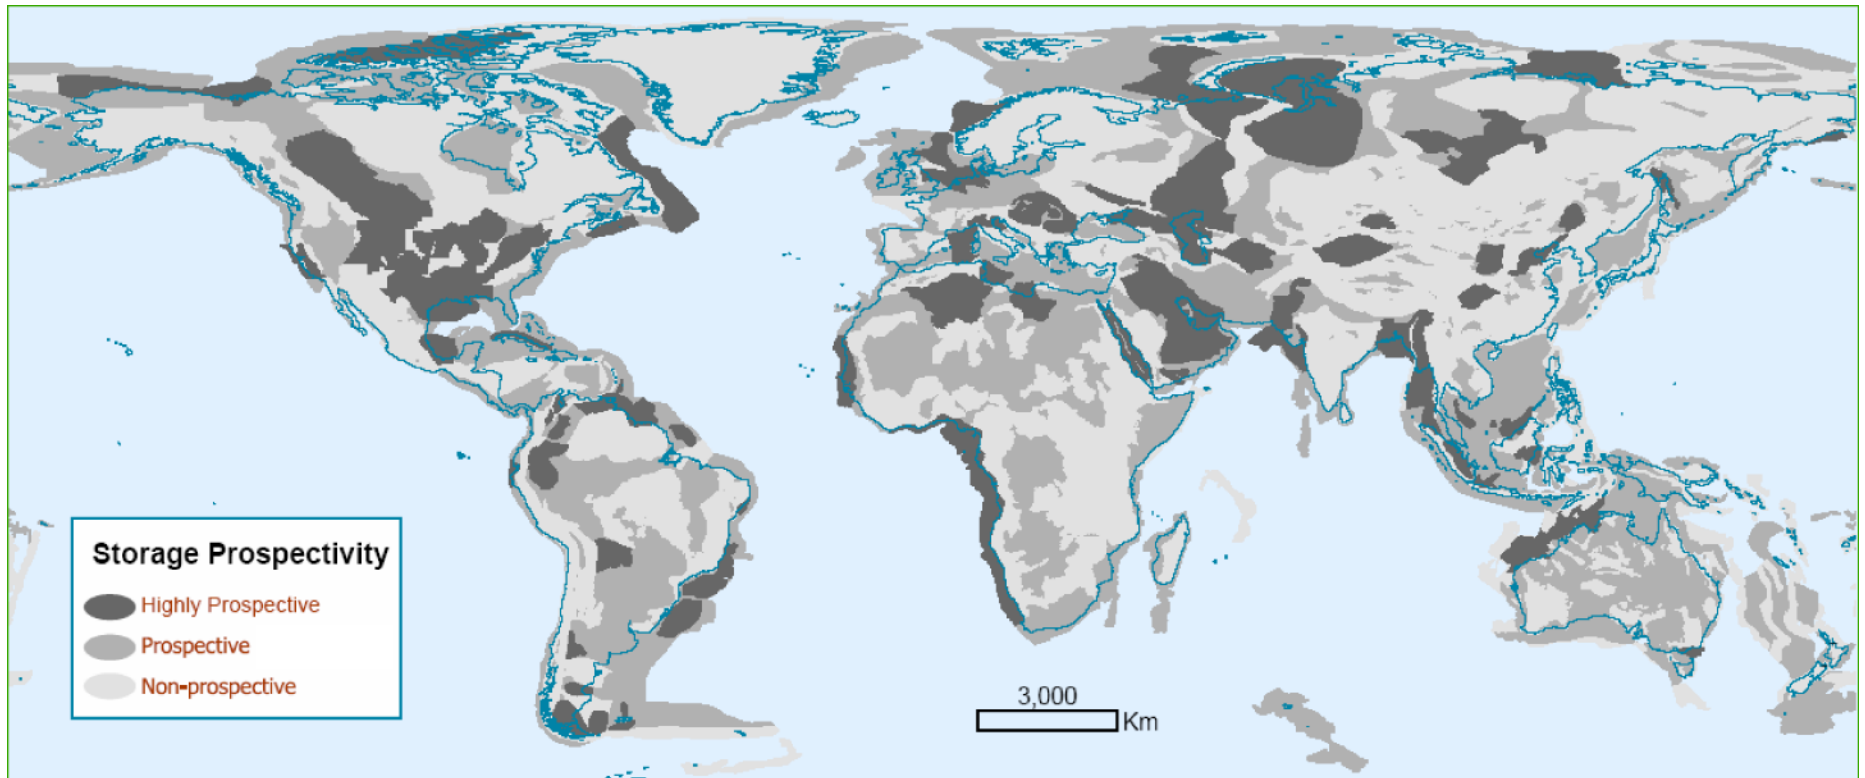 Storage Prospectivity
Highly Prospective
Prospective
Non-prospective
3,000
Km